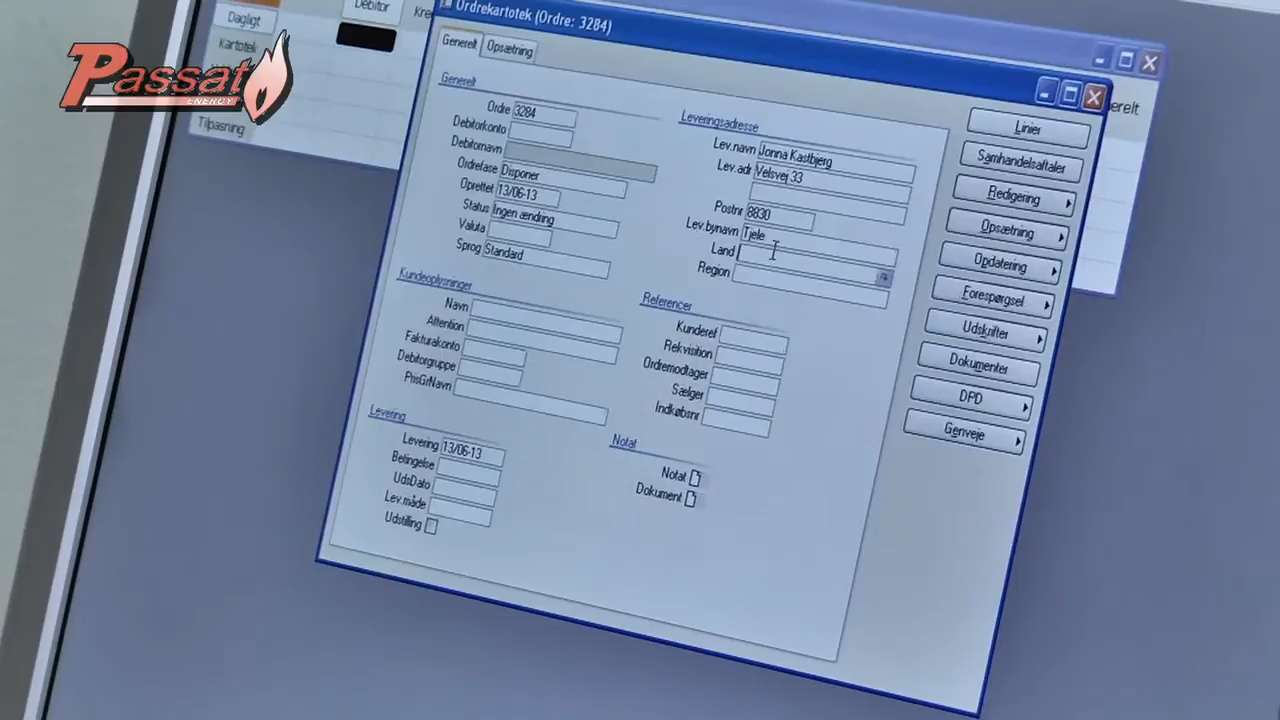 Passat
ENERGY
Dagligt
Kartotek
Tilpasning
Debitor
Kre
erelt
Ordrekartotek (Ordre: 3284)
Generelt
Opsætning
Generelt
Ordre 3284
Debitorkonto
Debitornavn
Ordrefase Disponer
Oprettet 13/06-13
Status Ingen ændring
Valuta
Sprog Standard
Kundeoplysninger
Navn
Attention
Fakturakonto
Debitorgruppe
PrisGrNavn
Levering
Levering 13/06-13
Betingelse
UdsDato
Lev.måde
Udstilling
Leveringsadresse
Lev.navn Jonna Kastbjerg
Lev.adr Velsvej 33
Postnr 8830
Lev.bynavn Tjele
Land
Region
Referencer
Kunderef
Rekvisition
Ordremodtager
Sælger
Indkøbsnr
Notat
Notat
Dokument
Linier
Samhandelsaftaler
Redigering
Opsætning
Opdatering
Forespørgsel
Udskrifter
Dokumenter
DPD
Genveje